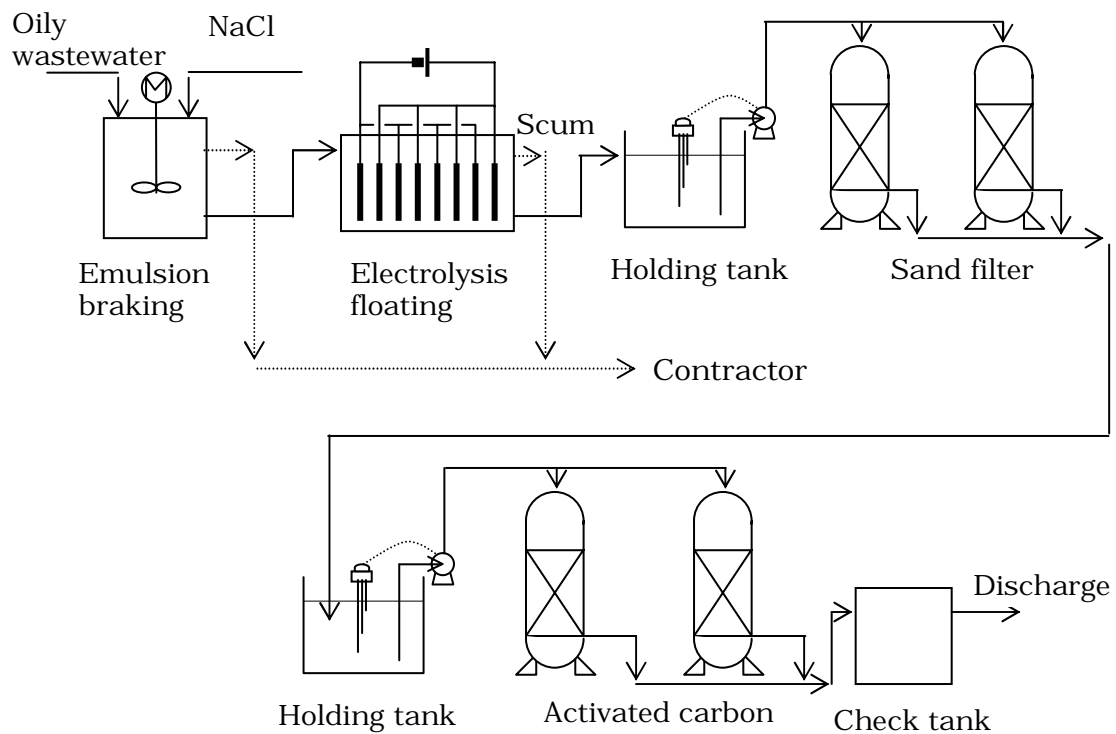 Oily
wastewater
NaCl
Scum
Emulsion
braking
Electrolysis
floating
Holding tank
Sand filter
Contractor
Discharge
Holding tank
Activated carbon
Check tank